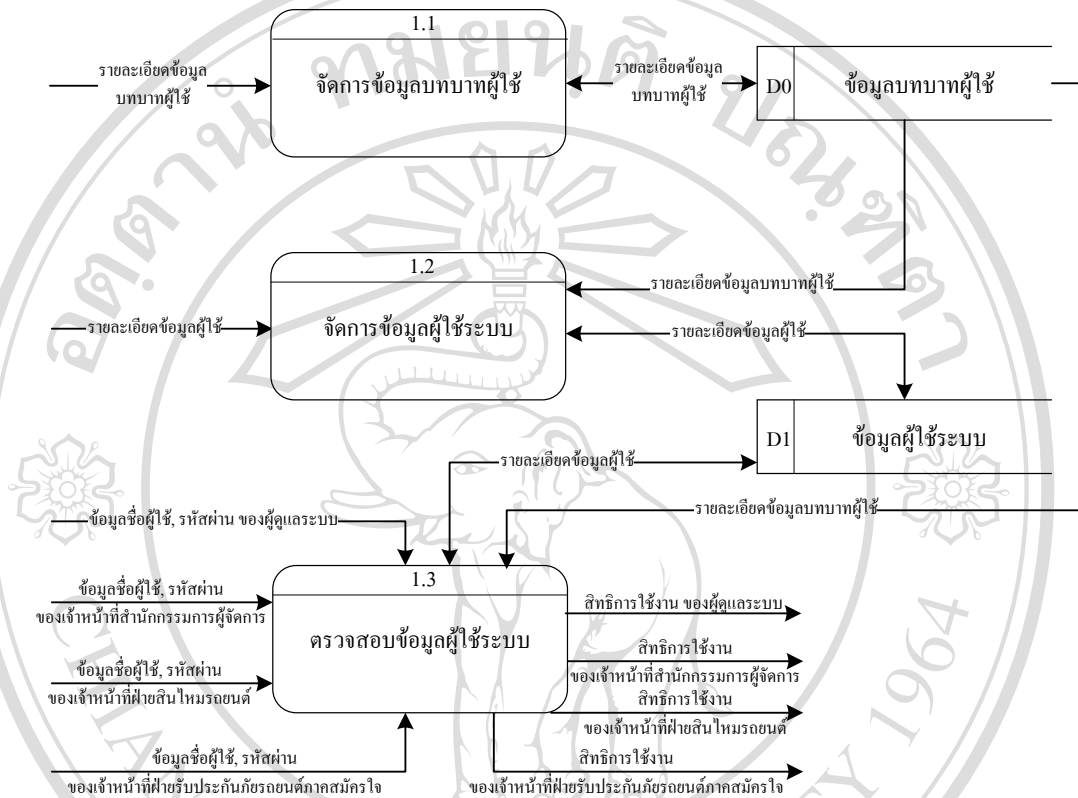 1.1
รายละเอียดข้อมูล
บทบาทผู้ใช้
จัดการข้อมูลบทบาทผู้ใช้
รายละเอียดข้อมูล
บทบาทผู้ใช้
D0
ข้อมูลบทบาทผู้ใช้
1.2
รายละเอียดข้อมูลบทบาทผู้ใช้
รายละเอียดข้อมูลผู้ใช้
จัดการข้อมูลผู้ใช้ระบบ
รายละเอียดข้อมูลผู้ใช้
D1
ข้อมูลผู้ใช้ระบบ
รายละเอียดข้อมูลผู้ใช้
รายละเอียดข้อมูลบทบาทผู้ใช้
ข้อมูลชื่อผู้ใช้, รหัสผ่าน ของผู้ดูแลระบบ
1.3
ข้อมูลชื่อผู้ใช้, รหัสผ่าน
ของเจ้าหน้าที่สำนักกรรมการผู้จัดการ
ตรวจสอบข้อมูลผู้ใช้ระบบ
สิทธิการใช้งาน ของผู้ดูแลระบบ
สิทธิการใช้งาน
ของเจ้าหน้าที่สำนักกรรมการผู้จัดการ
ข้อมูลชื่อผู้ใช้, รหัสผ่าน
ของเจ้าหน้าที่ฝ่ายสินไหมรถยนต์
สิทธิการใช้งาน
ของเจ้าหน้าที่ฝ่ายสินไหมรถยนต์
ข้อมูลชื่อผู้ใช้, รหัสผ่าน
ของเจ้าหน้าที่ฝ่ายรับประกันภัยรถยนต์ภาคสมัครใจ
สิทธิการใช้งาน
ของเจ้าหน้าที่ฝ่ายรับประกันภัยรถยนต์ภาคสมัครใจ
1964